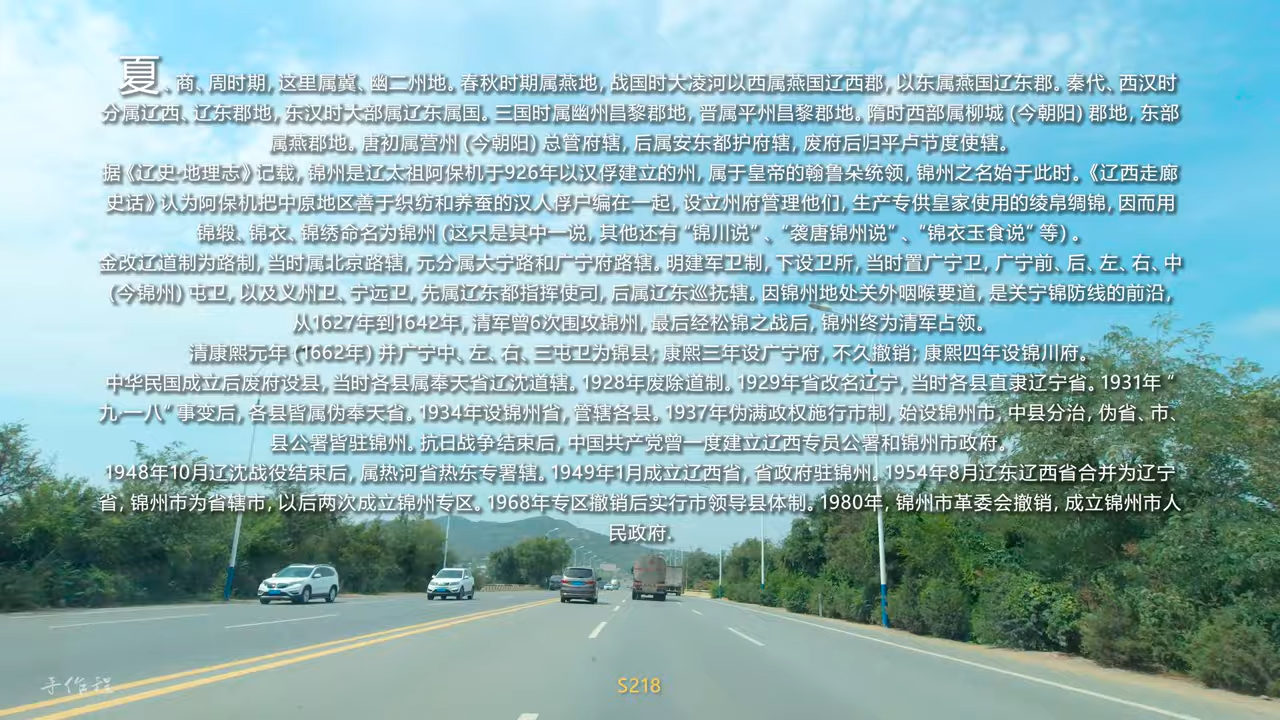 夏、商、周时期，这里属冀、幽二州地。春秋时期属燕地，战国时大凌河以西属燕国辽西郡，以东属燕国辽东郡。秦代、西汉时
分属辽西、辽东郡地，东汉时大部属辽东属国。三国时属幽州昌黎郡地，晋属平州昌黎郡地。隋时西部属柳城（今朝阳）郡地，东部
属燕郡地。唐初属营州（今朝阳）总管府辖，后属安东都护府辖，废府后归平卢节度使辖。
据《辽史·地理志》记载，锦州是辽太祖阿保机于926年以汉俘建立的州，属于皇帝的翰鲁朵统领，锦州之名始于此时。《辽西走廊
史话》认为阿保机把中原地区善于织纺和养蚕的汉人俘户编在一起，设立州府管理他们，生产专供皇家使用的绫帛绸锦，因而用
锦缎、锦衣、锦绣命名为锦州（这只是其中一说，其他还有“锦川说”、“袭唐锦州说”、“锦衣玉食说”等）。
金改辽道制为路制，当时属北京路辖，元分属大宁路和广宁府路辖。明建军卫制，下设卫所，当时置广宁卫，广宁前、后、左、右、中
（今锦州）屯卫，以及义州卫、宁远卫，先属辽东都指挥使司，后属辽东巡抚辖。因锦州地处关外咽喉要道，是关宁锦防线的前沿，
从1627年到1642年，清军曾6次围攻锦州，最后经松锦之战后，锦州终为清军占领。
清康熙元年（1662年）并广宁中、左、右、三屯卫为锦县；康熙三年设广宁府，不久撤销；康熙四年设锦川府。
中华民国成立后废府设县，当时各县属奉天省辽沈道辖。1928年废除道制。1929年省改名辽宁，当时各县直隶辽宁省。1931年“
九·一八”事变后，各县皆属伪奉天省。1934年设锦州省，管辖各县。1937年伪满政权施行市制，始设锦州市，中县分治，伪省、市、
县公署皆驻锦州。抗日战争结束后，中国共产党曾一度建立辽西专员公署和锦州市政府。
1948年10月辽沈战役结束后，属热河省热东专署辖。1949年1月成立辽西省，省政府驻锦州。1954年8月辽东辽西省合并为辽宁
省，锦州市为省辖市，以后两次成立锦州专区。1968年专区撤销后实行市领导县体制。1980年，锦州市革委会撤销，成立锦州市人
民政府.
手作程
S218